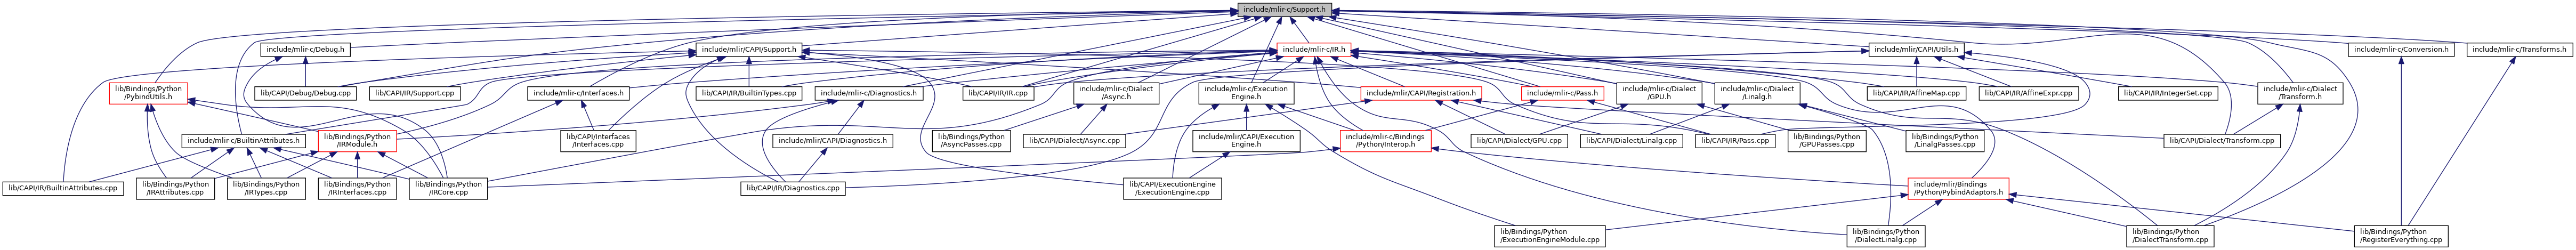 include/mlir-c/Support.h
include/mlir-c/Debug.h
include/mlir/CAPI/Support.h
include/mlir-c/IR.h
include/mlir/CAPI/Utils.h
include/mlir-c/Conversion.h
include/mlir-c/Transforms.h
lib/Bindings/Python
/PybindUtils.h
lib/CAPI/Debug/Debug.cpp
lib/CAPI/IR/Support.cpp
include/mlir-c/Interfaces.h
lib/CAPI/IR/BuiltinTypes.cpp
include/mlir-c/Diagnostics.h
lib/CAPI/IR/IR.cpp
include/mlir-c/Dialect
/Async.h
include/mlir-c/Execution
Engine.h
include/mlir/CAPI/Registration.h
include/mlir-c/Pass.h
include/mlir-c/Dialect
/GPU.h
include/mlir-c/Dialect
/Linalg.h
lib/CAPI/IR/AffineMap.cpp
lib/CAPI/IR/AffineExpr.cpp
lib/CAPI/IR/IntegerSet.cpp
include/mlir-c/Dialect
/Transform.h
include/mlir-c/BuiltinAttributes.h
lib/Bindings/Python
/IRModule.h
lib/CAPI/Interfaces
/Interfaces.cpp
include/mlir/CAPI/Diagnostics.h
lib/Bindings/Python
/AsyncPasses.cpp
lib/CAPI/Dialect/Async.cpp
include/mlir/CAPI/Execution
Engine.h
include/mlir-c/Bindings
/Python/Interop.h
lib/CAPI/Dialect/GPU.cpp
lib/CAPI/Dialect/Linalg.cpp
lib/CAPI/IR/Pass.cpp
lib/Bindings/Python
/GPUPasses.cpp
lib/Bindings/Python
/LinalgPasses.cpp
lib/CAPI/Dialect/Transform.cpp
lib/CAPI/IR/BuiltinAttributes.cpp
lib/Bindings/Python
/IRAttributes.cpp
lib/Bindings/Python
/IRTypes.cpp
lib/Bindings/Python
/IRInterfaces.cpp
lib/Bindings/Python
/IRCore.cpp
lib/CAPI/IR/Diagnostics.cpp
lib/CAPI/ExecutionEngine
/ExecutionEngine.cpp
include/mlir/Bindings
/Python/PybindAdaptors.h
lib/Bindings/Python
/ExecutionEngineModule.cpp
lib/Bindings/Python
/DialectLinalg.cpp
lib/Bindings/Python
/DialectTransform.cpp
lib/Bindings/Python
/RegisterEverything.cpp